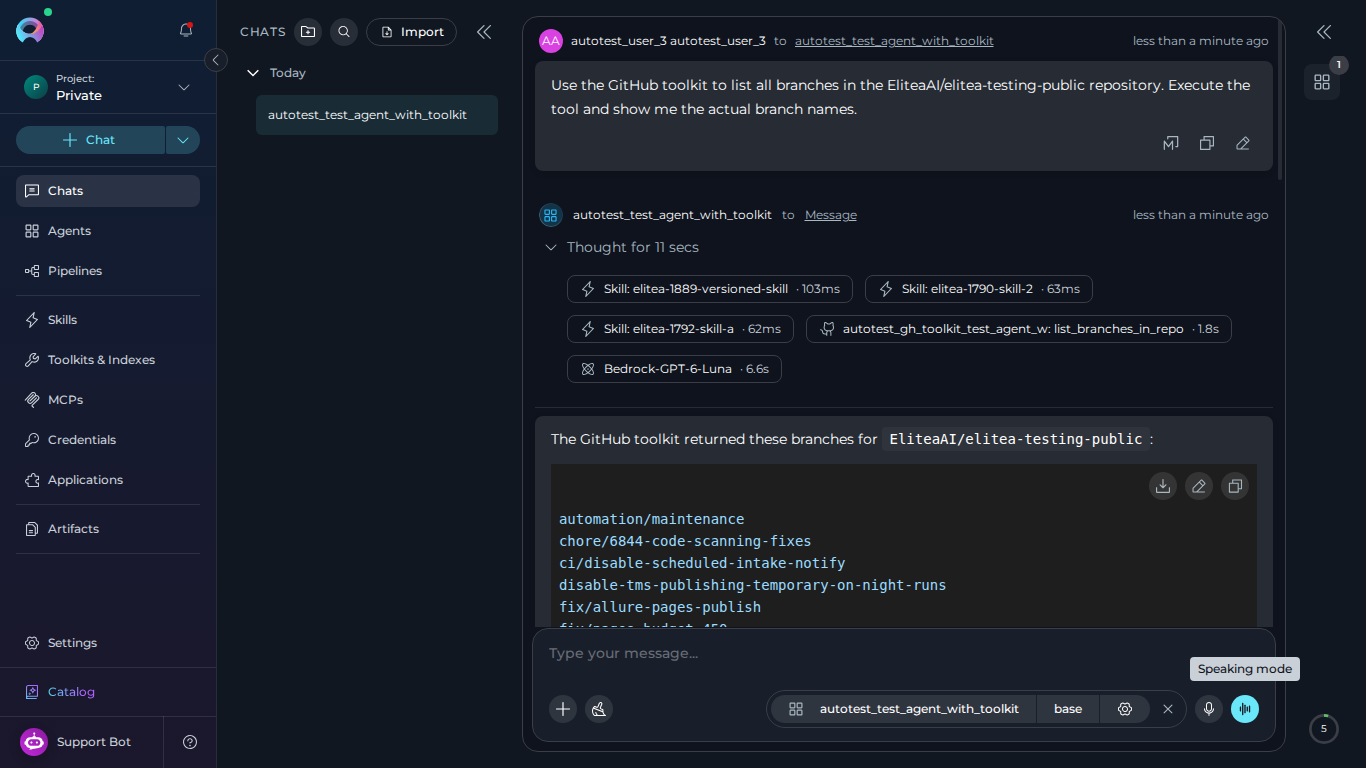 CHATS
Import
Project:
Private
P
Chat
Chats
Agents
Pipelines
Skills
Toolkits & Indexes
MCPs
Credentials
Applications
Artifacts
Settings
Catalog
Support Bot
Today
autotest_test_agent_with_toolkit
AA autotest_user_3 autotest_user_3 to autotest_test_agent_with_toolkit less than a minute ago
Use the GitHub toolkit to list all branches in the EliteaAI/elitea-testing-public repository. Execute the
tool and show me the actual branch names.
autotest_test_agent_with_toolkit to Message less than a minute ago
Thought for 11 secs
Skill: elitea-1889-versioned-skill · 103ms
Skill: elitea-1790-skill-2 · 63ms
Skill: elitea-1792-skill-a · 62ms
autotest_gh_toolkit_test_agent_w: list_branches_in_repo · 1.8s
Bedrock-GPT-6-Luna · 6.6s
The GitHub toolkit returned these branches for EliteaAI/elitea-testing-public :
automation/maintenance
chore/6844-code-scanning-fixes
ci/disable-scheduled-intake-notify
disable-tms-publishing-temporary-on-night-runs
fix/allure-pages-publish
fix/pages-budget-450
Type your message...
Speaking mode
autotest_test_agent_with_toolkit
base
1
5